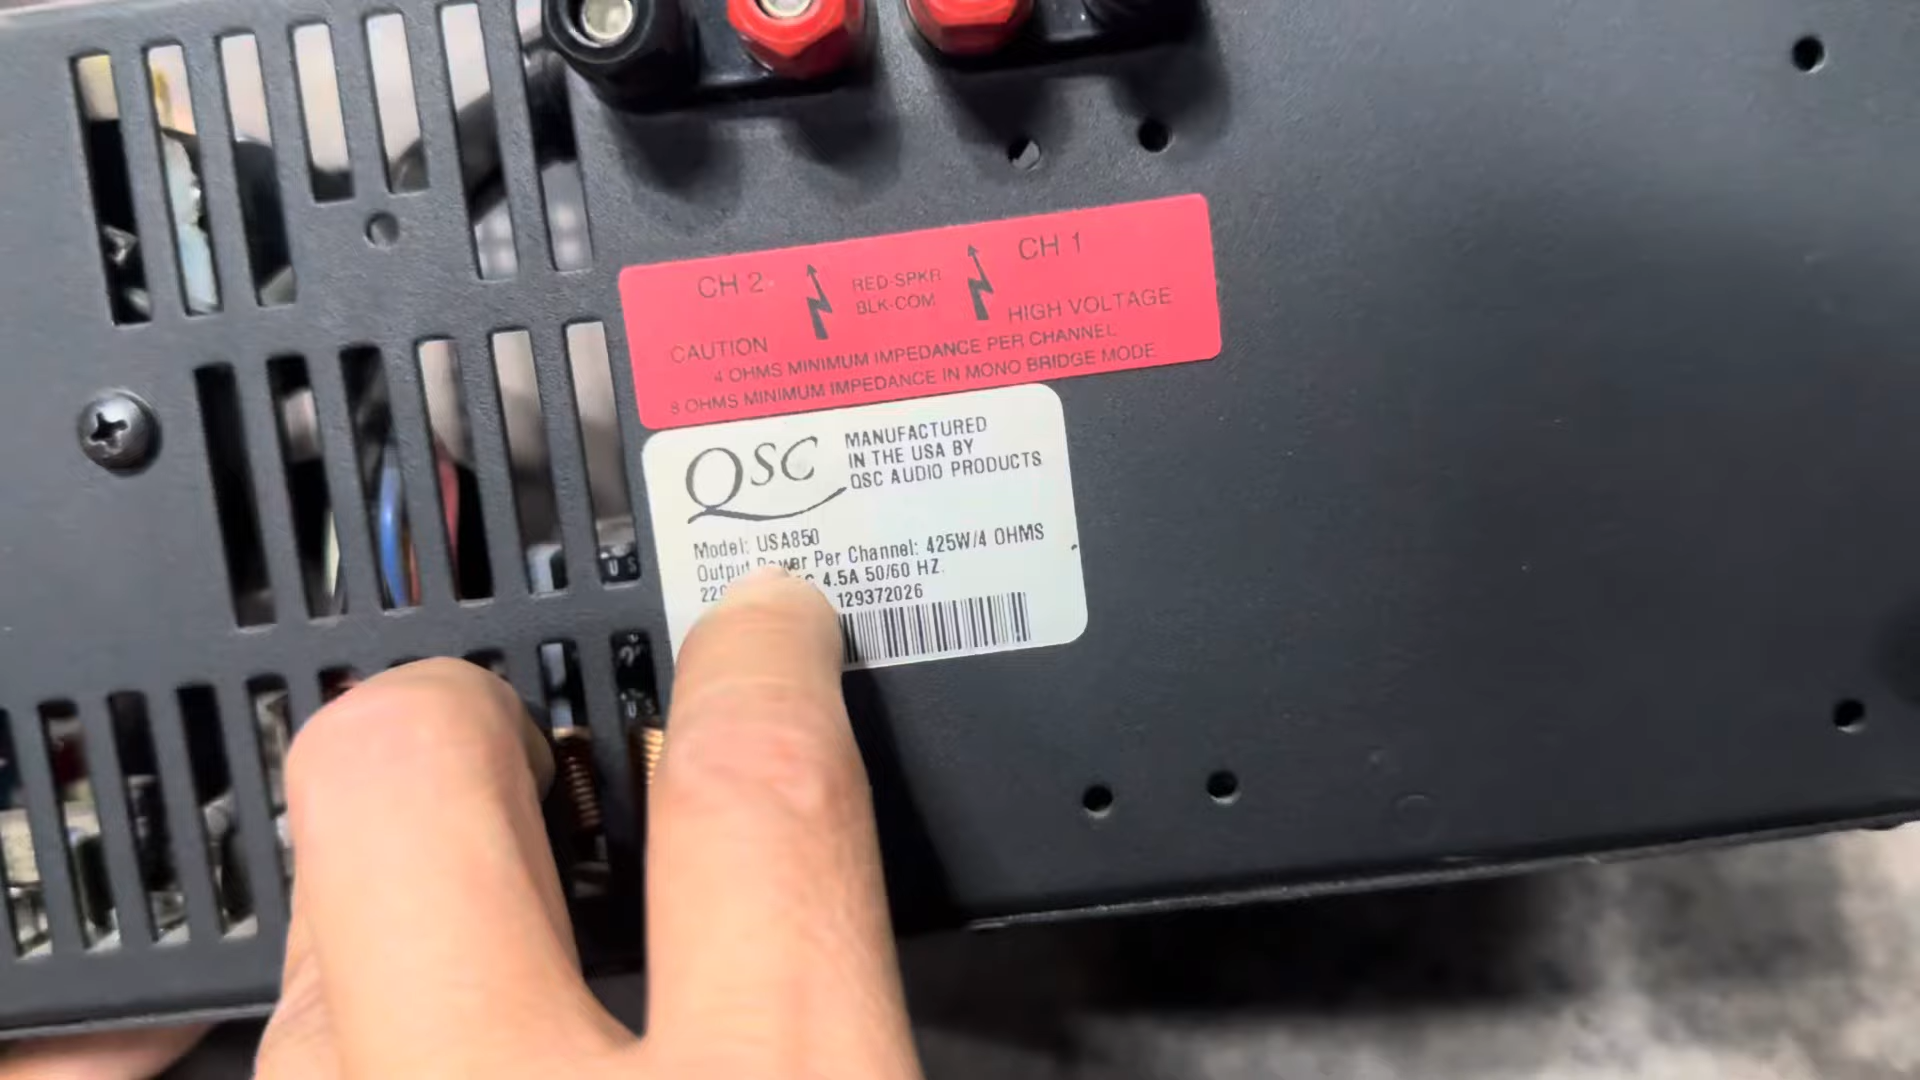 CH 2
CH 1
RED-SPKR
BLK-COM
CAUTION
HIGH VOLTAGE
4 OHMS MINIMUM IMPEDANCE PER CHANNEL
8 OHMS MINIMUM IMPEDANCE IN MONO BRIDGE MODE
QSC
MANUFACTURED
IN THE USA BY
QSC AUDIO PRODUCTS
Model: USA850
Output Power Per Channel: 425W/4 OHMS
4.5A 50/60 HZ.
129372026